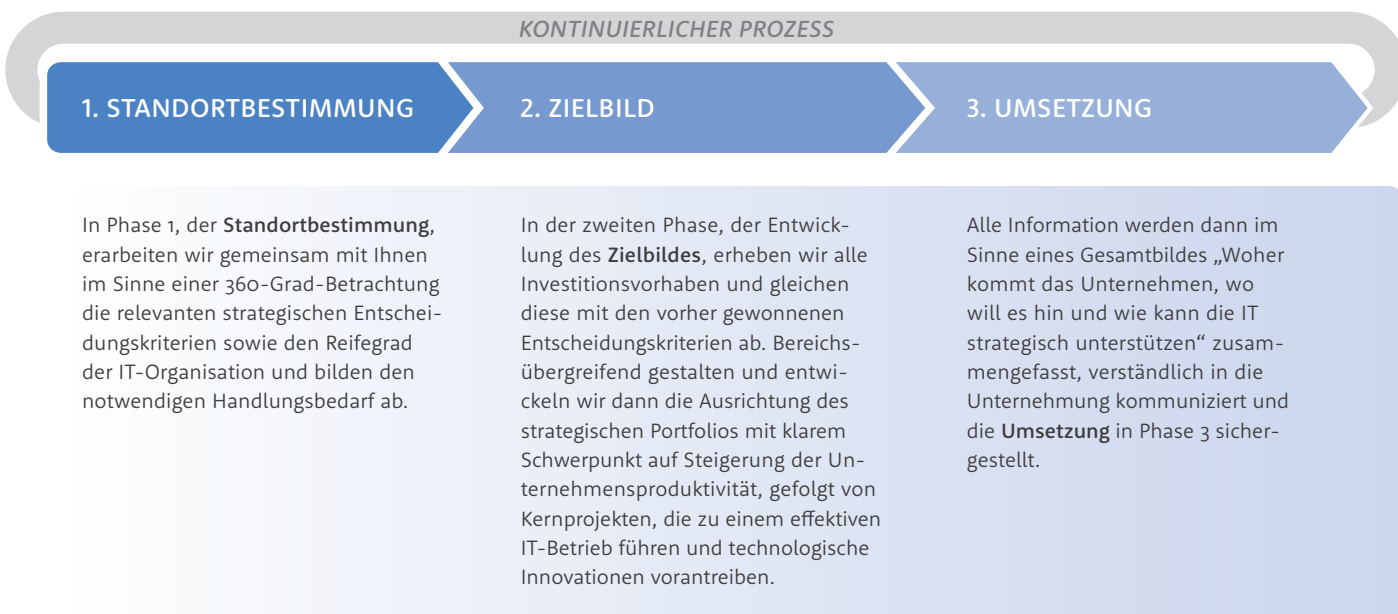 KONTINUIERLICHER PROZESS
1. STANDORTBESTIMMUNG
2. ZIELBILD
3. UMSETZUNG
In Phase 1, der Standortbestimmung,
erarbeiten wir gemeinsam mit Ihnen
im Sinne einer 360-Grad-Betrachtung
die relevanten strategischen Entschei-
dungskriterien sowie den Reifegrad
der IT-Organisation und bilden den
notwendigen Handlungsbedarf ab.
In der zweiten Phase, der Entwick-
lung des Zielbildes, erheben wir alle
Investitionsvorhaben und gleichen
diese mit den vorher gewonnenen
Entscheidungskriterien ab. Bereichs-
übergreifend gestalten und entwi-
ckeln wir dann die Ausrichtung des
strategischen Portfolios mit klarem
Schwerpunkt auf Steigerung der Un-
ternehmensproduktivität, gefolgt von
Kernprojekten, die zu einem effektiven
IT-Betrieb führen und technologische
Innovationen vorantreiben.
Alle Information werden dann im
Sinne eines Gesamtbildes „Woher
kommt das Unternehmen, wo
will es hin und wie kann die IT
strategisch unterstützen“ zusam-
mengefasst, verständlich in die
Unternehmung kommuniziert und
die Umsetzung in Phase 3 sicher-
gestellt.